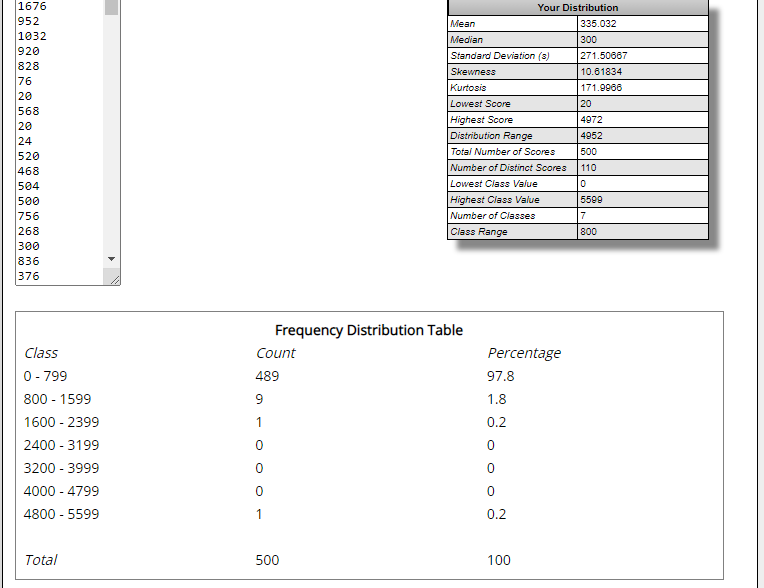 1676
952
1032
920
828
76
20
568
20
24
520
468
504
500
756
268
300
836
376
Your Distribution
Mean 335.032
Median 300
Standard Deviation (s) 271.50667
Skewness 10.61834
Kurtosis 171.9966
Lowest Score 20
Highest Score 4972
Distribution Range 4952
Total Number of Scores 500
Number of Distinct Scores 110
Lowest Class Value 0
Highest Class Value 5599
Number of Classes 7
Class Range 800
Frequency Distribution Table
Class Count Percentage
0 - 799 489 97.8
800 - 1599 9 1.8
1600 - 2399 1 0.2
2400 - 3199 0 0
3200 - 3999 0 0
4000 - 4799 0 0
4800 - 5599 1 0.2
Total 500 100